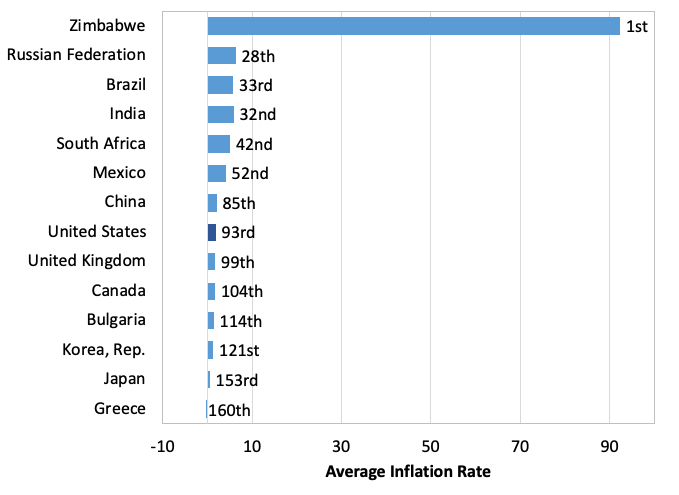 Zimbabwe 1st
Russian Federation 28th
Brazil 33rd
India 32nd
South Africa 42nd
Mexico 52nd
China 85th
United States 93rd
United Kingdom 99th
Canada 104th
Bulgaria 114th
Korea, Rep. 121st
Japan 153rd
Greece 160th
-10 10 30 50 70 90
Average Inflation Rate